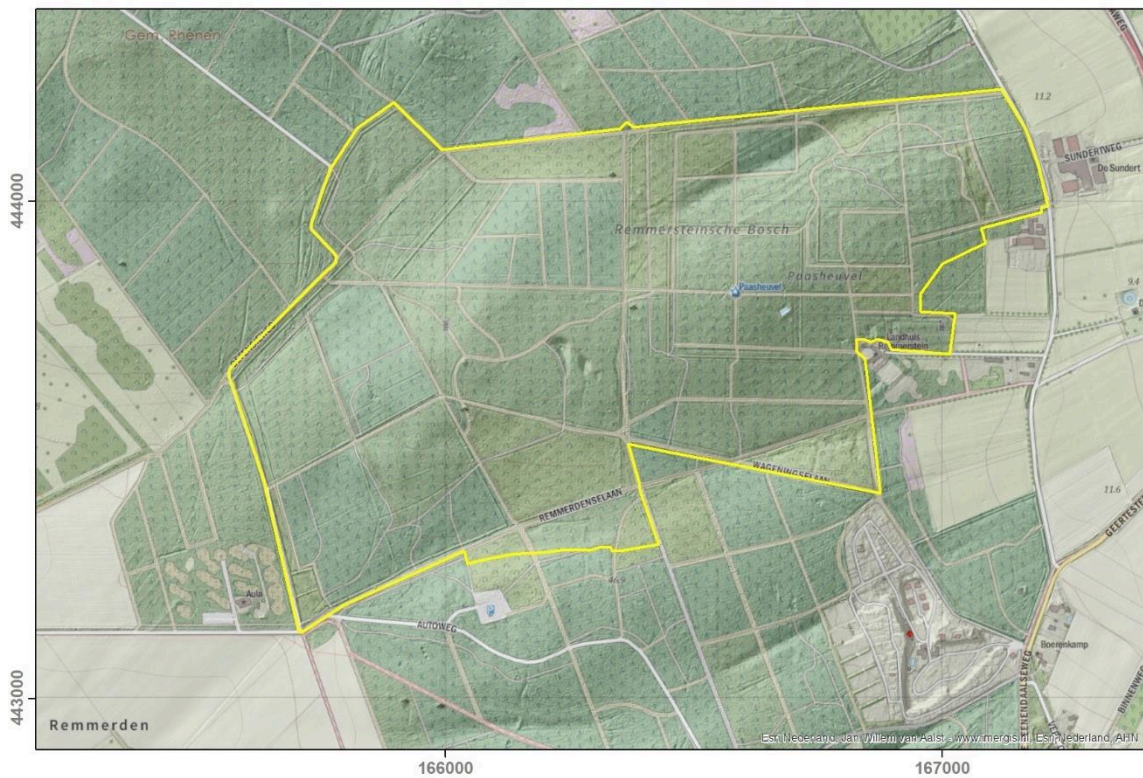 Gem. Rhenen
11.2
SUNDERTWEG
De Sundert
444000
Remmersteinsche Bosch
Paasheuvel
Paasheuvel
9.4
Landhuis
Remmerstein
WAGENINGSELAAN
REMMERDENSELAAN
11.6
46.9
Aula
AUTOWEG
Boerenkamp
BINNENWEG
443000
Remmerden
Esri Nederland, Jan Willem van Aalst - www.imergis.nl, Esri Nederland, AHN
166000
167000